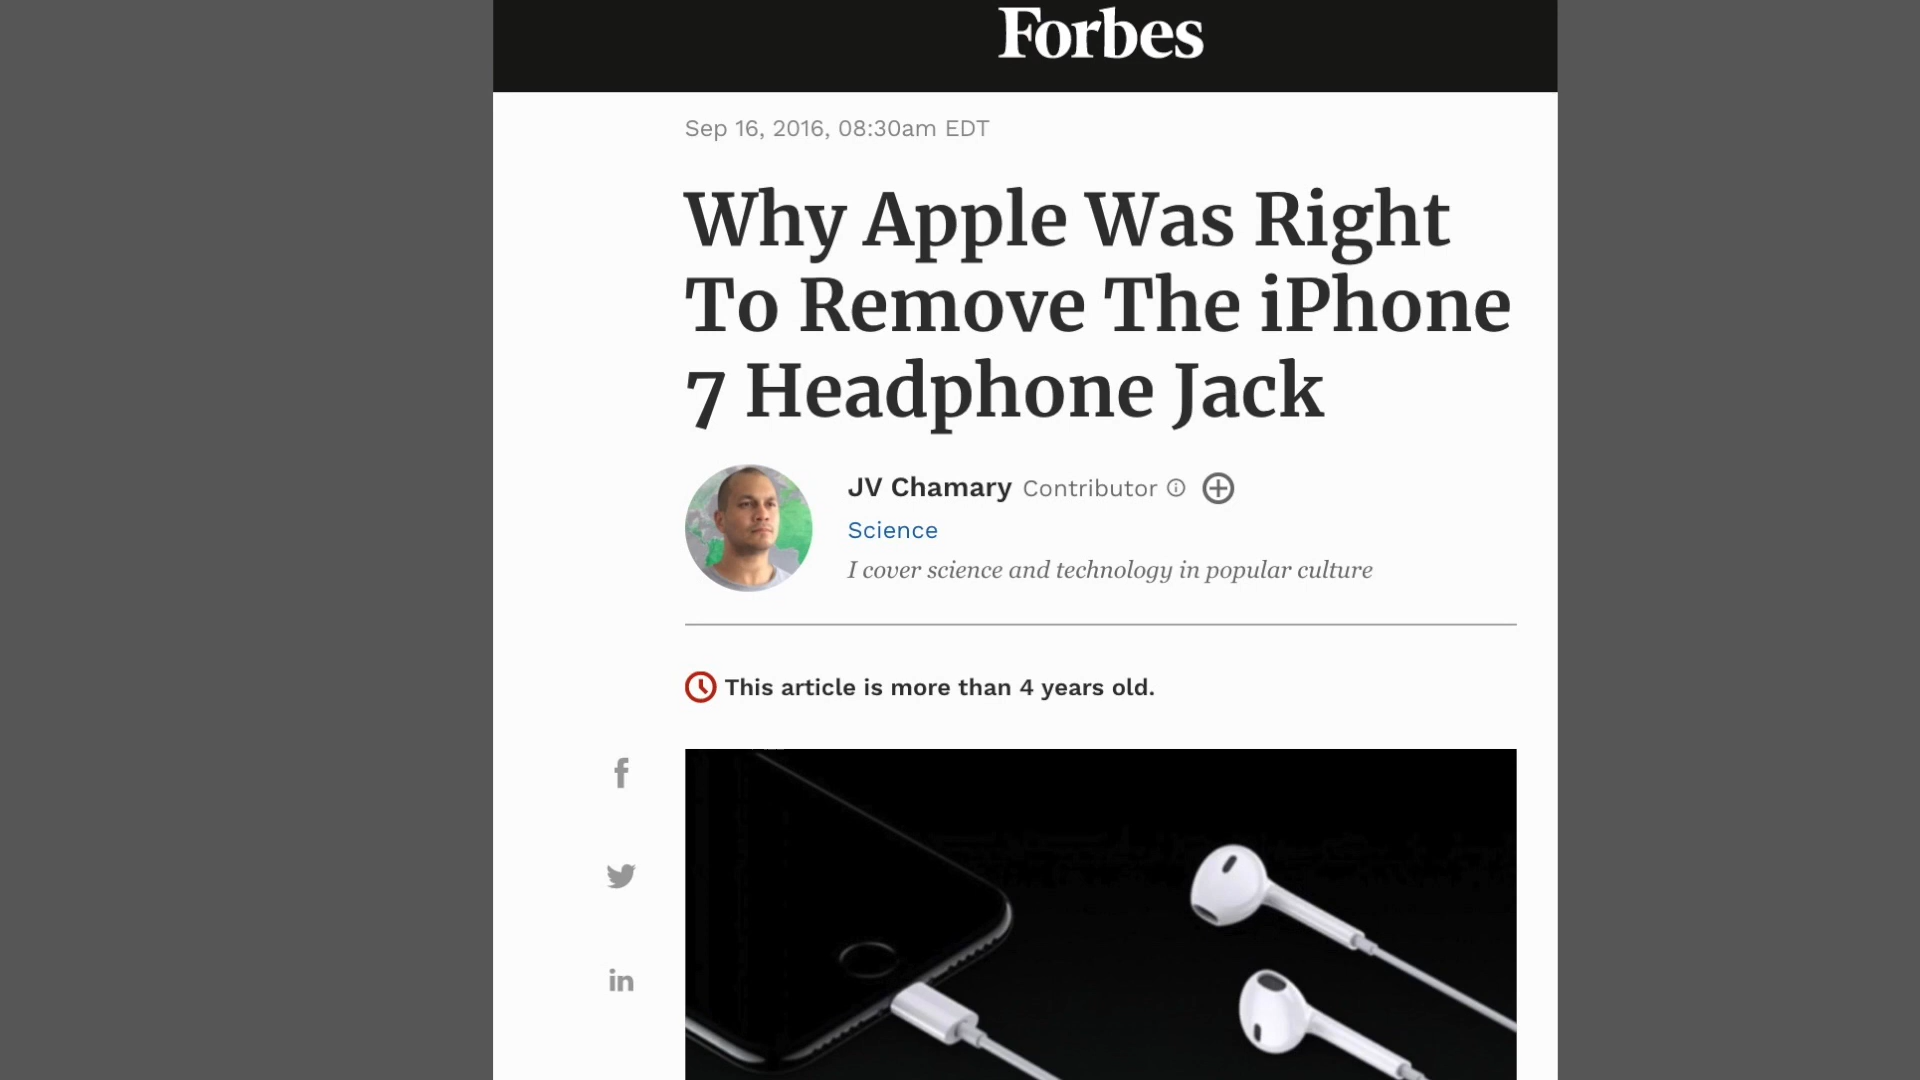 Forbes
Sep 16, 2016, 08:30am EDT
Why Apple Was Right
To Remove The iPhone
7 Headphone Jack
JV Chamary Contributor
Science
I cover science and technology in popular culture
This article is more than 4 years old.
f
in